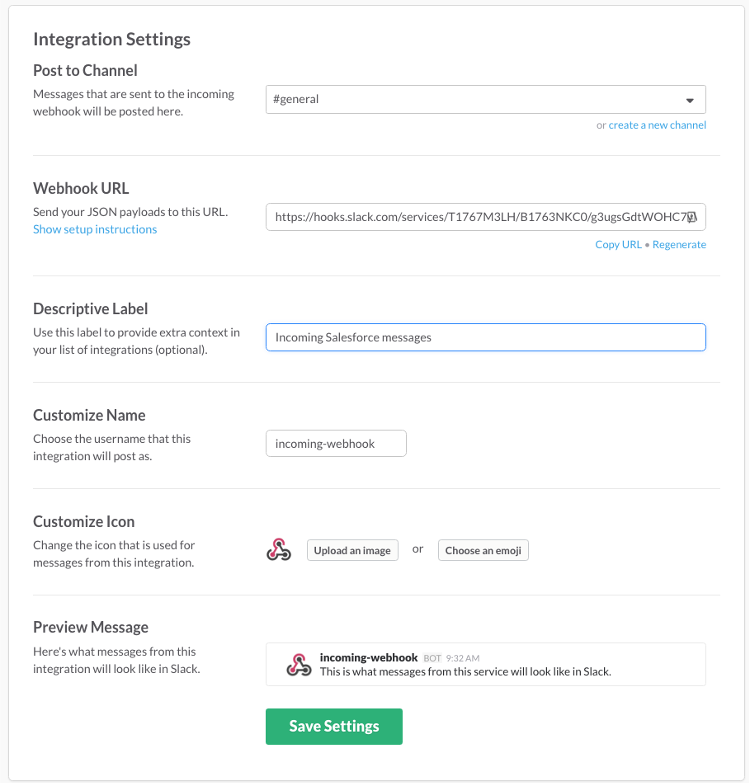 Integration Settings
Post to Channel
Messages that are sent to the incoming
webhook will be posted here.
#general
or create a new channel
Webhook URL
Send your JSON payloads to this URL.
Show setup instructions
https://hooks.slack.com/services/T1767M3LH/B1763NKC0/g3ugsGdtWOHC7
Copy URL • Regenerate
Descriptive Label
Use this label to provide extra context in
your list of integrations (optional).
Incoming Salesforce messages
Customize Name
Choose the username that this
integration will post as.
incoming-webhook
Customize Icon
Change the icon that is used for
messages from this integration.
Upload an image
or
Choose an emoji
Preview Message
Here's what messages from this
integration will look like in Slack.
incoming-webhook BOT 9:32 AM
This is what messages from this service will look like in Slack.
Save Settings